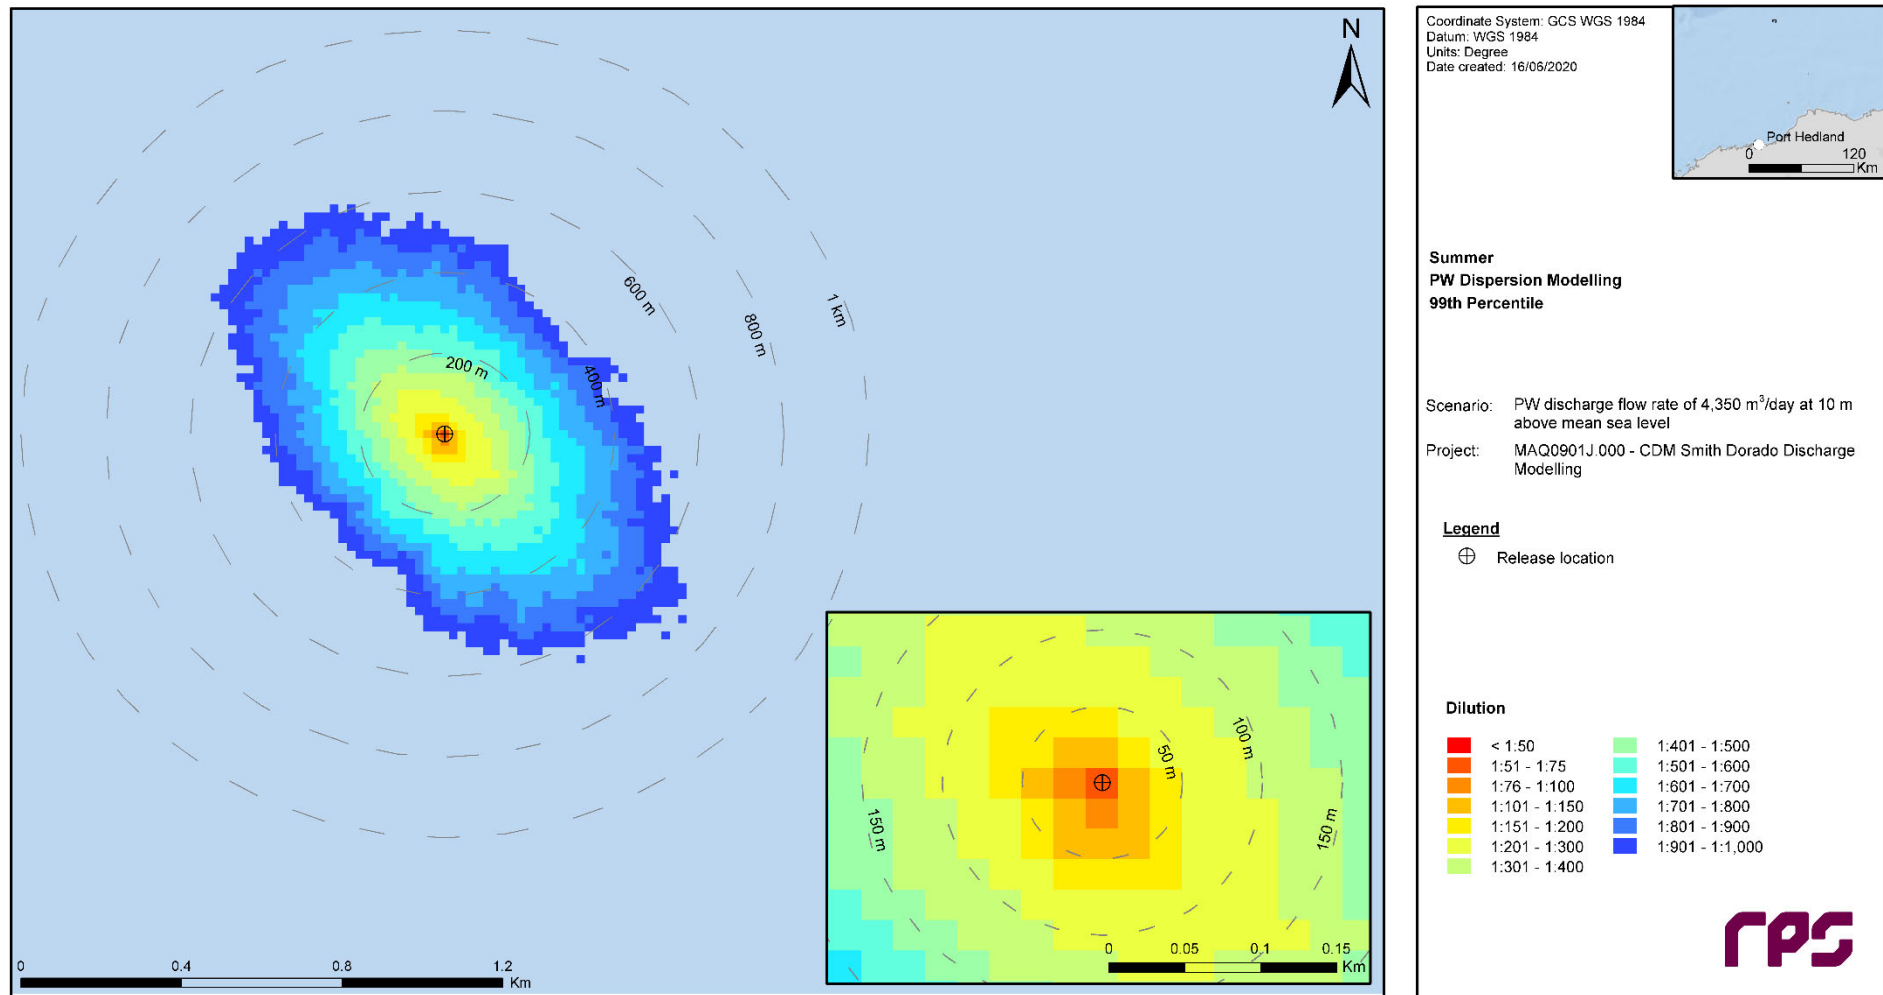 N
200 m
400 m
600 m
800 m
1 km
0 0.4 0.8 1.2
Km
50 m
100 m
150 m
150 m
0 0.05 0.1 0.15
Km
Coordinate System: GCS WGS 1984
Datum: WGS 1984
Units: Degree
Date created: 16/06/2020
Port Hedland
0 120
Km
Summer
PW Dispersion Modelling
99th Percentile
Scenario: PW discharge flow rate of 4,350 m³/day at 10 m
above mean sea level
Project: MAQ0901J.000 - CDM Smith Dorado Discharge
Modelling
Legend
Release location
Dilution
< 1:50
1:51 - 1:75
1:76 - 1:100
1:101 - 1:150
1:151 - 1:200
1:201 - 1:300
1:301 - 1:400
1:401 - 1:500
1:501 - 1:600
1:601 - 1:700
1:701 - 1:800
1:801 - 1:900
1:901 - 1:1,000
rps